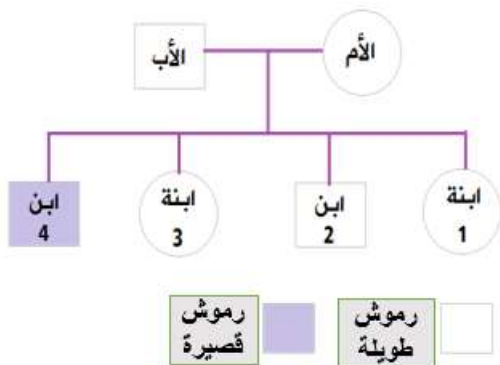 الأم
الأب
ابنة
1
ابن
2
ابنة
3
ابن
4
رموش
طويلة
رموش
قصيرة